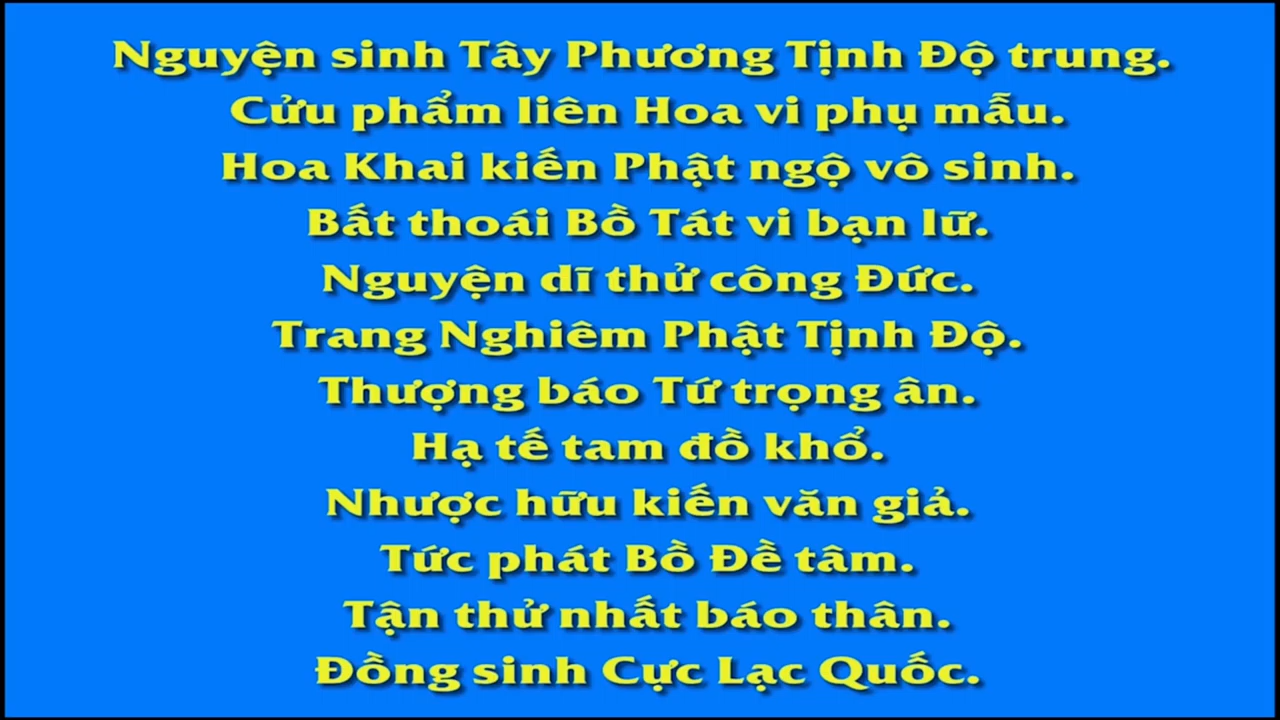 Nguyện sinh Tây Phương Tịnh Độ trung.
Cửu phẩm liên Hoa vi phụ mẫu.
Hoa Khai kiến Phật ngộ vô sinh.
Bất thoái Bồ Tát vi bạn lữ.
Nguyện dĩ thử công Đức.
Trang Nghiêm Phật Tịnh Độ.
Thượng báo Tứ trọng ân.
Hạ tế tam đồ khổ.
Nhược hữu kiến văn giả.
Tức phát Bồ Đề tâm.
Tận thử nhất báo thân.
Đồng sinh Cực Lạc Quốc.